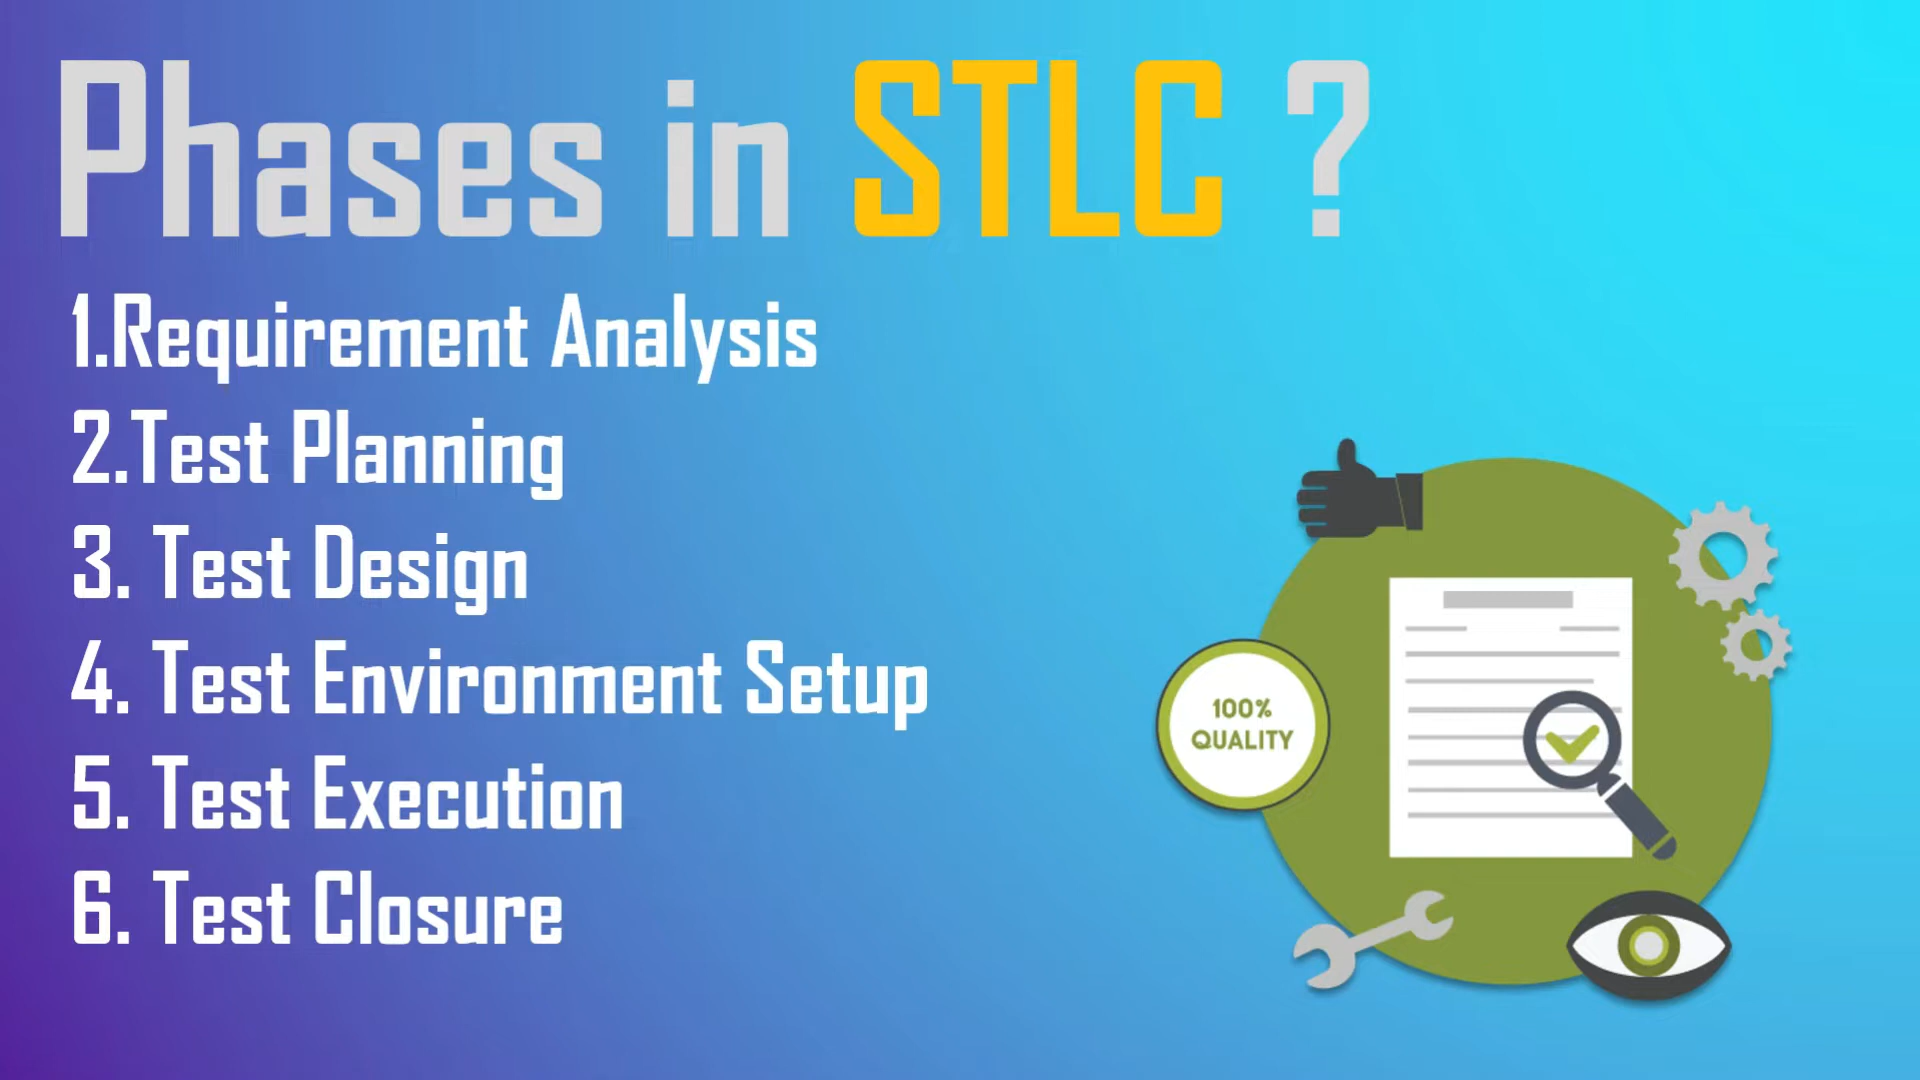 Phases in STLC ?
1.Requirement Analysis
2.Test Planning
3. Test Design
4. Test Environment Setup
5. Test Execution
6. Test Closure
100%
QUALITY